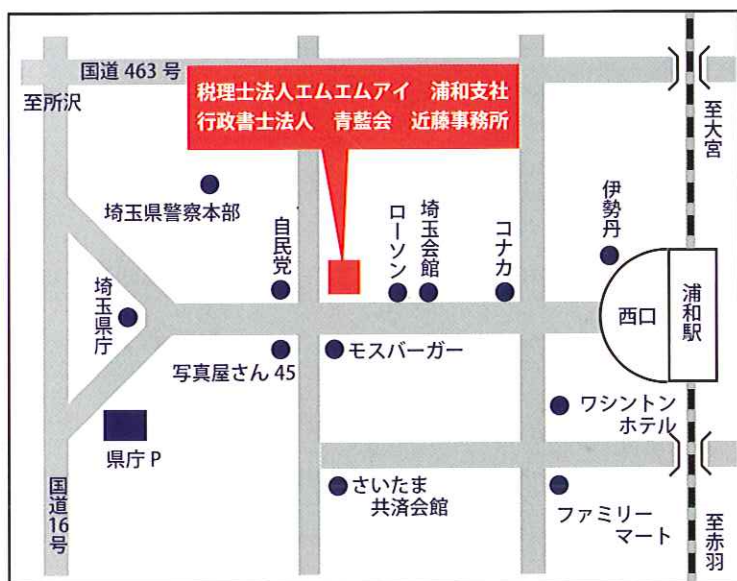 国道 463 号
至所沢
税理士法人エムエムアイ　浦和支社
行政書士法人　青藍会　近藤事務所
至大宮
埼玉県警察本部
自民党
ローソン
埼玉会館
コナカ
伊勢丹
埼玉県庁
西口
浦和駅
写真屋さん 45
モスバーガー
ワシントン
ホテル
県庁 P
国道16号
さいたま
共済会館
ファミリー
マート
至赤羽